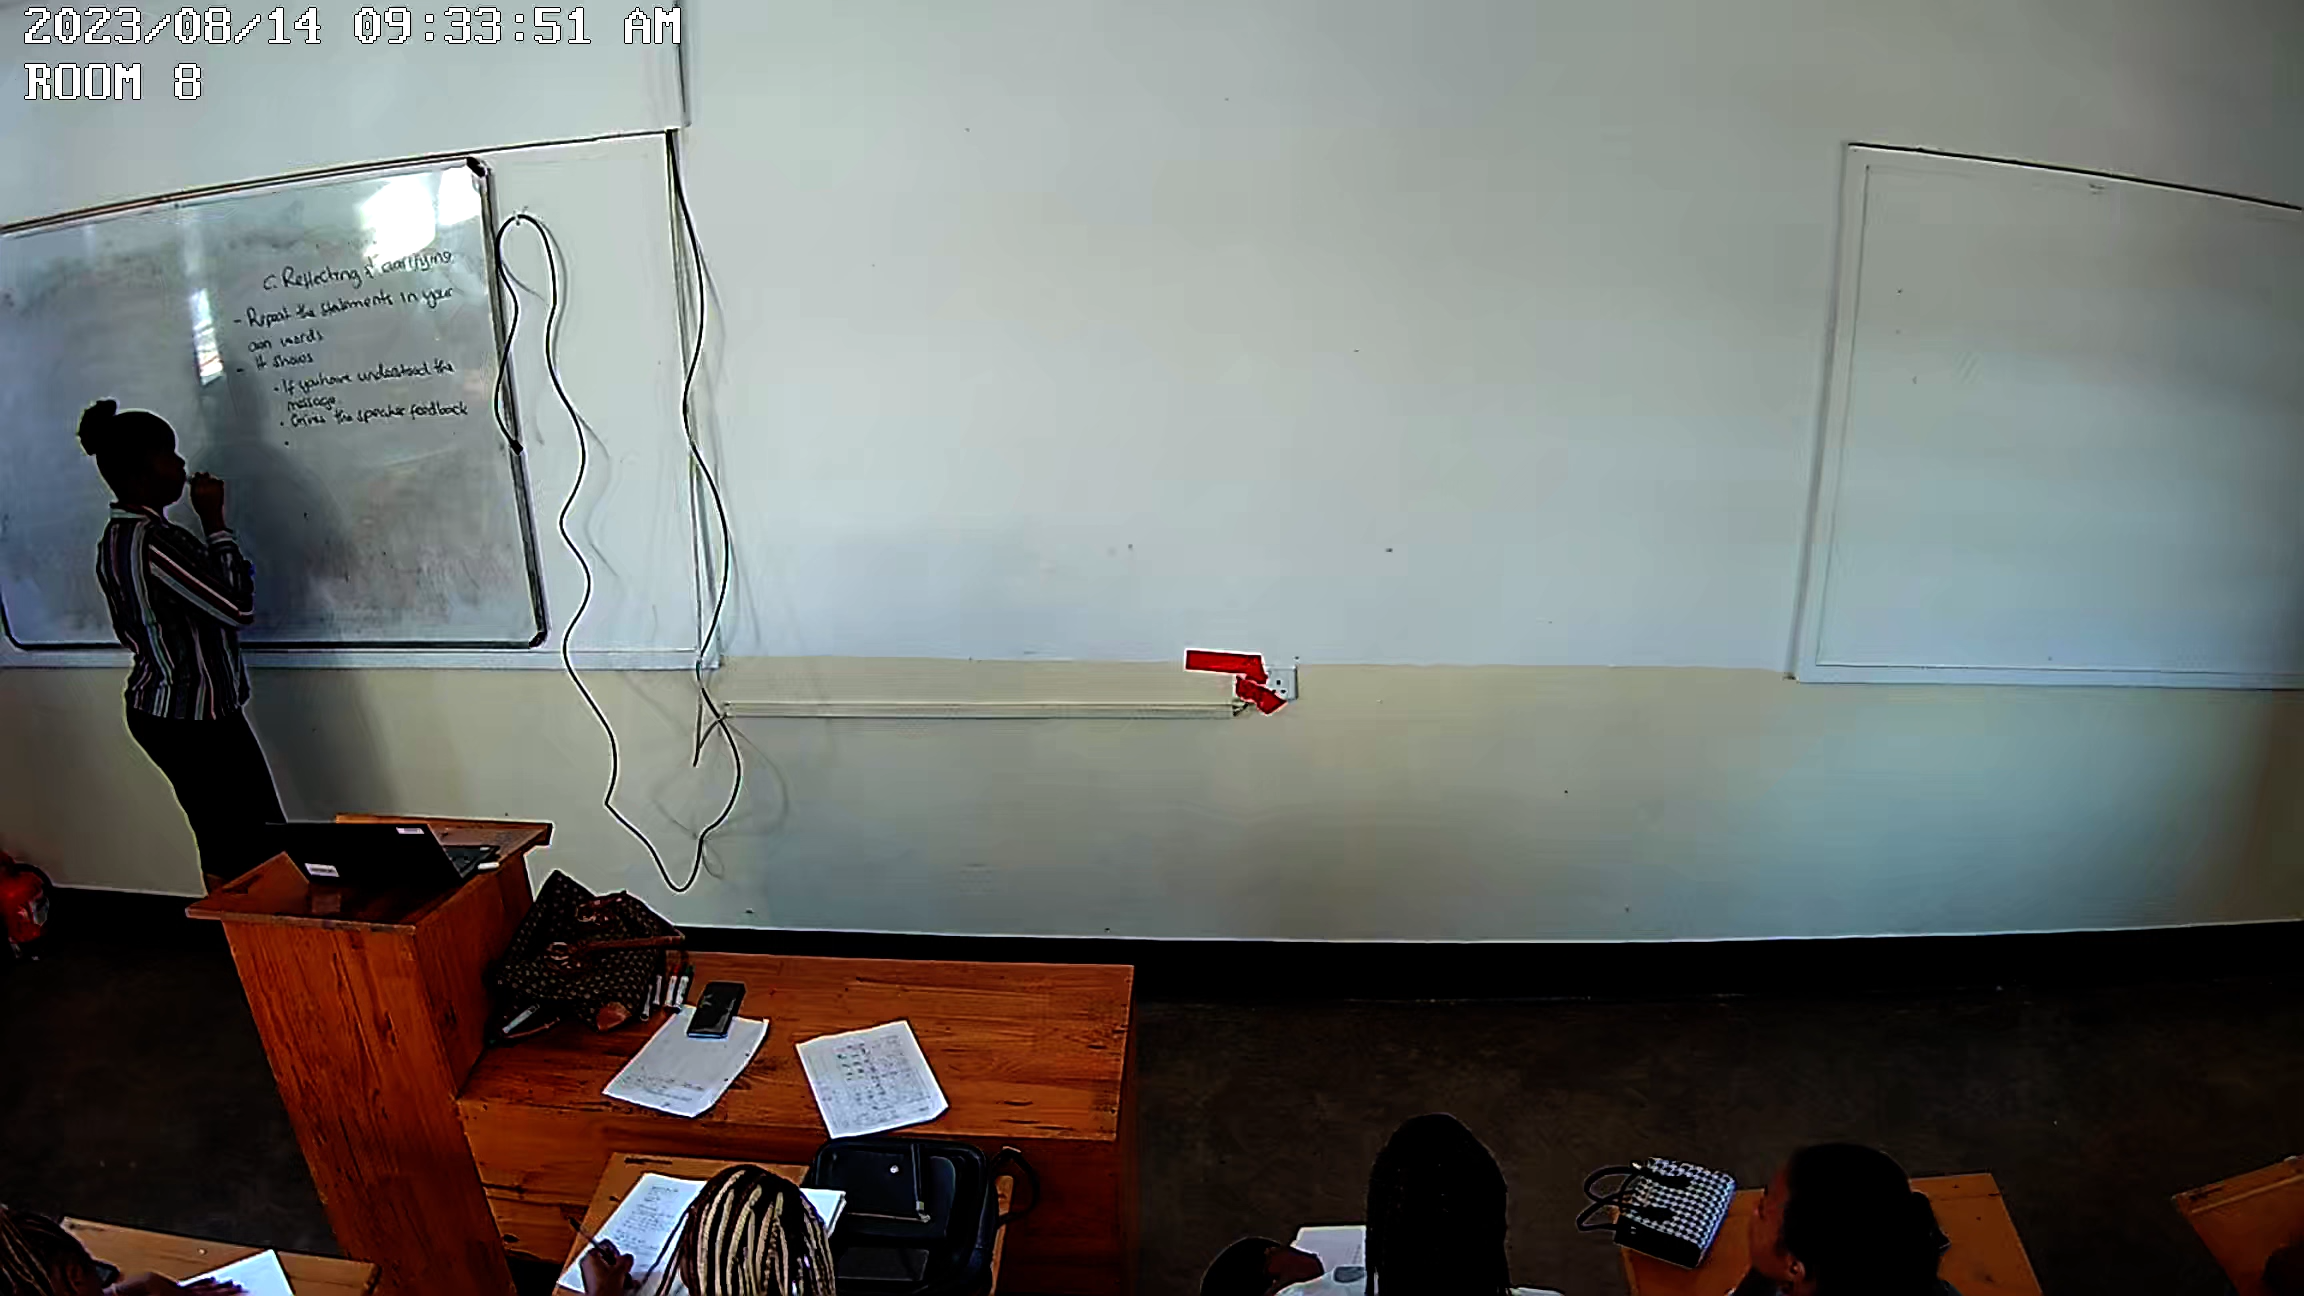 2023/08/14 09:33:51 AM
ROOM 8
C. Reflecting & clarifying
- Repeat the statements in your
own words
- It shows
• If you have understood the
message
• Gives the speaker feedback
•